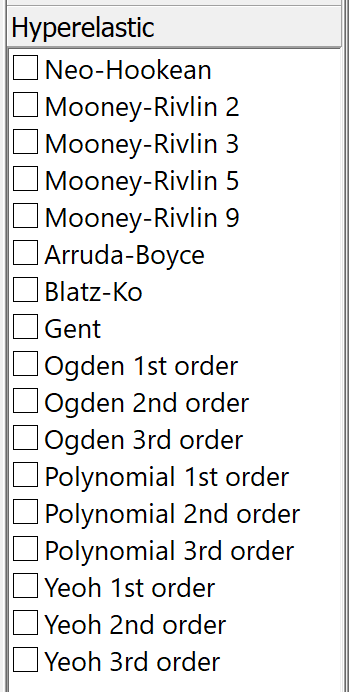 Hyperelastic
Neo-Hookean
Mooney-Rivlin 2
Mooney-Rivlin 3
Mooney-Rivlin 5
Mooney-Rivlin 9
Arruda-Boyce
Blatz-Ko
Gent
Ogden 1st order
Ogden 2nd order
Ogden 3rd order
Polynomial 1st order
Polynomial 2nd order
Polynomial 3rd order
Yeoh 1st order
Yeoh 2nd order
Yeoh 3rd order